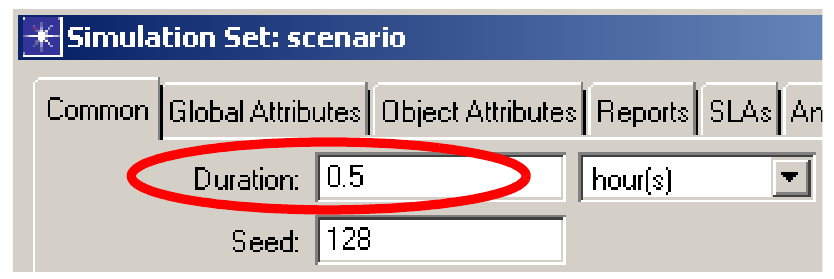 Simulation Set: scenario
Common Global Attributes Object Attributes Reports SLAs
Duration: 0.5 hour(s)
Seed: 128